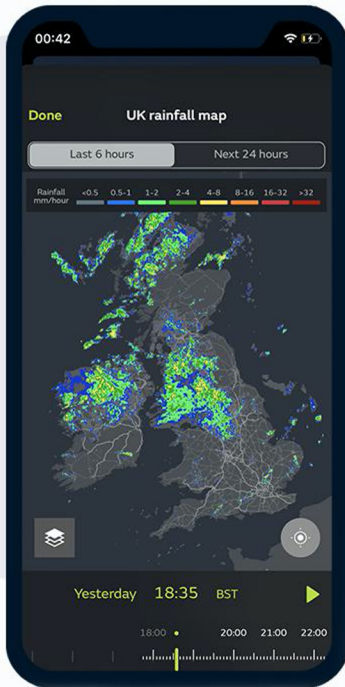 00:42
Done UK rainfall map
Last 6 hours Next 24 hours
Rainfall mm/hour <0.5 0.5-1 1-2 2-4 4-8 8-16 16-32 >32
Yesterday 18:35 BST
18:00 20:00 21:00 22:00